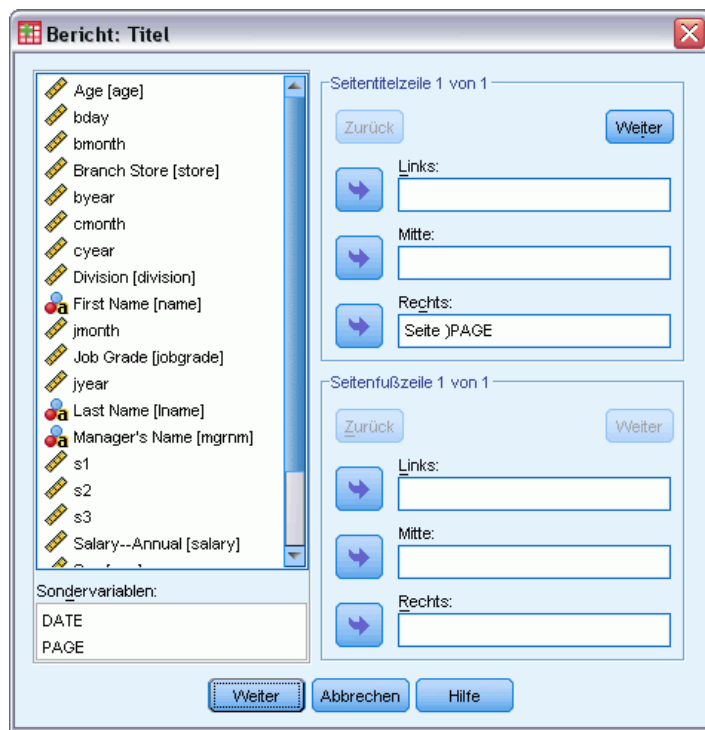 Bericht: Titel
Age [age]
bday
bmonth
Branch Store [store]
byear
cmonth
cyear
Division [division]
First Name [name]
jmonth
Job Grade [jobgrade]
jyear
Last Name [lname]
Manager's Name [mgrnm]
s1
s2
s3
Salary--Annual [salary]
Sondervariablen:
DATE
PAGE
Seitentitelzeile 1 von 1
Zurück
Weiter
Links:
Mitte:
Rechts:
Seite )PAGE
Seitenfußzeile 1 von 1
Zurück
Weiter
Links:
Mitte:
Rechts:
Weiter
Abbrechen
Hilfe